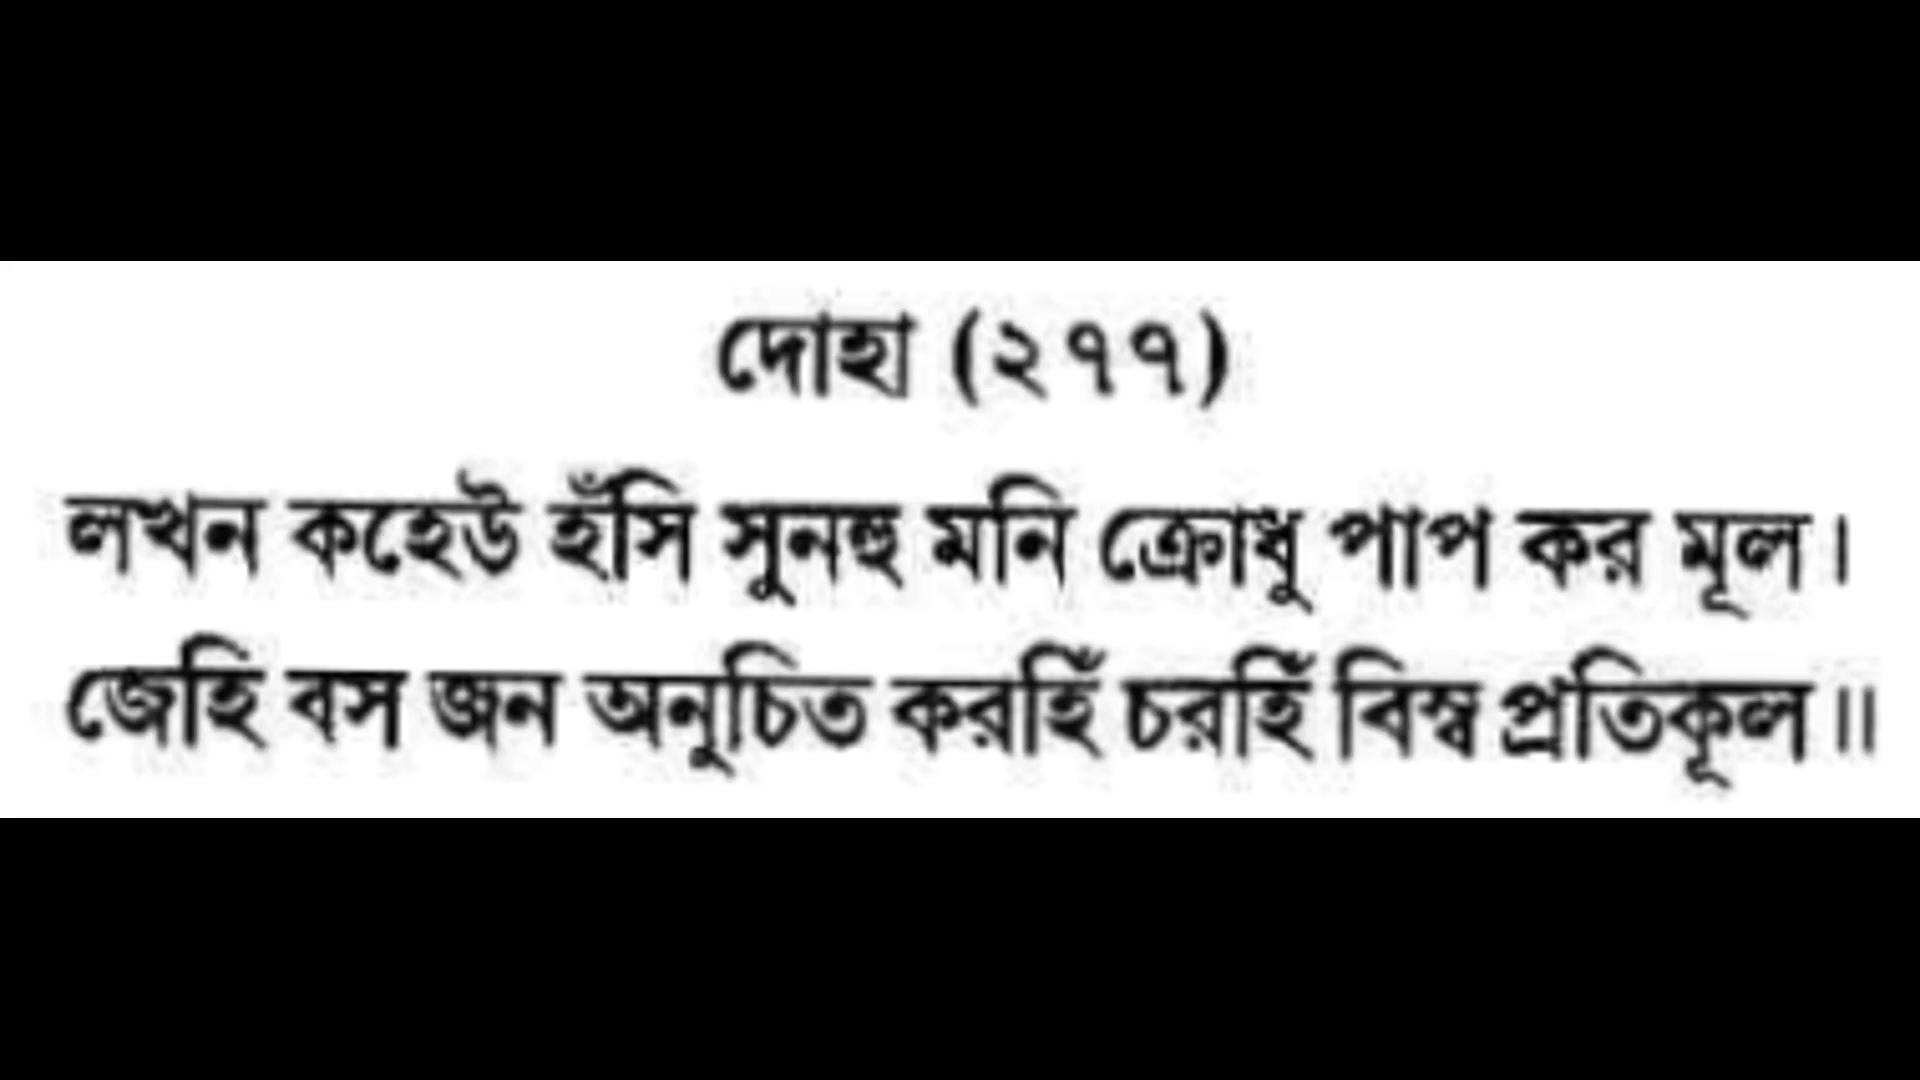 দোহা (২৭৭)
লখন কহেউ হঁসি সুনহু মনি ক্রোধু পাপ কর মূল।
জেহি বস জন অনুচিত করহিঁ চরহিঁ বিস্ব প্রতিকূল॥